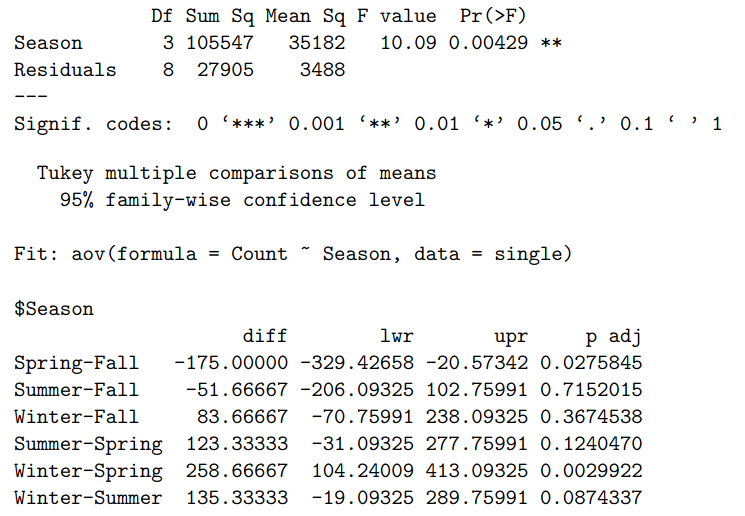 Df Sum Sq Mean Sq F value  Pr(>F)
Season       3 105547   35182   10.09 0.00429 **
Residuals    8  27905    3488
---
Signif. codes:  0 ‘***’ 0.001 ‘**’ 0.01 ‘*’ 0.05 ‘.’ 0.1 ‘ ’ 1
  Tukey multiple comparisons of means
    95% family-wise confidence level
Fit: aov(formula = Count ~ Season, data = single)
$Season
                    diff        lwr       upr     p adj
Spring-Fall   -175.00000 -329.42658 -20.57342 0.0275845
Summer-Fall    -51.66667 -206.09325 102.75991 0.7152015
Winter-Fall     83.66667  -70.75991 238.09325 0.3674538
Summer-Spring  123.33333  -31.09325 277.75991 0.1240470
Winter-Spring  258.66667  104.24009 413.09325 0.0029922
Winter-Summer  135.33333  -19.09325 289.75991 0.0874337